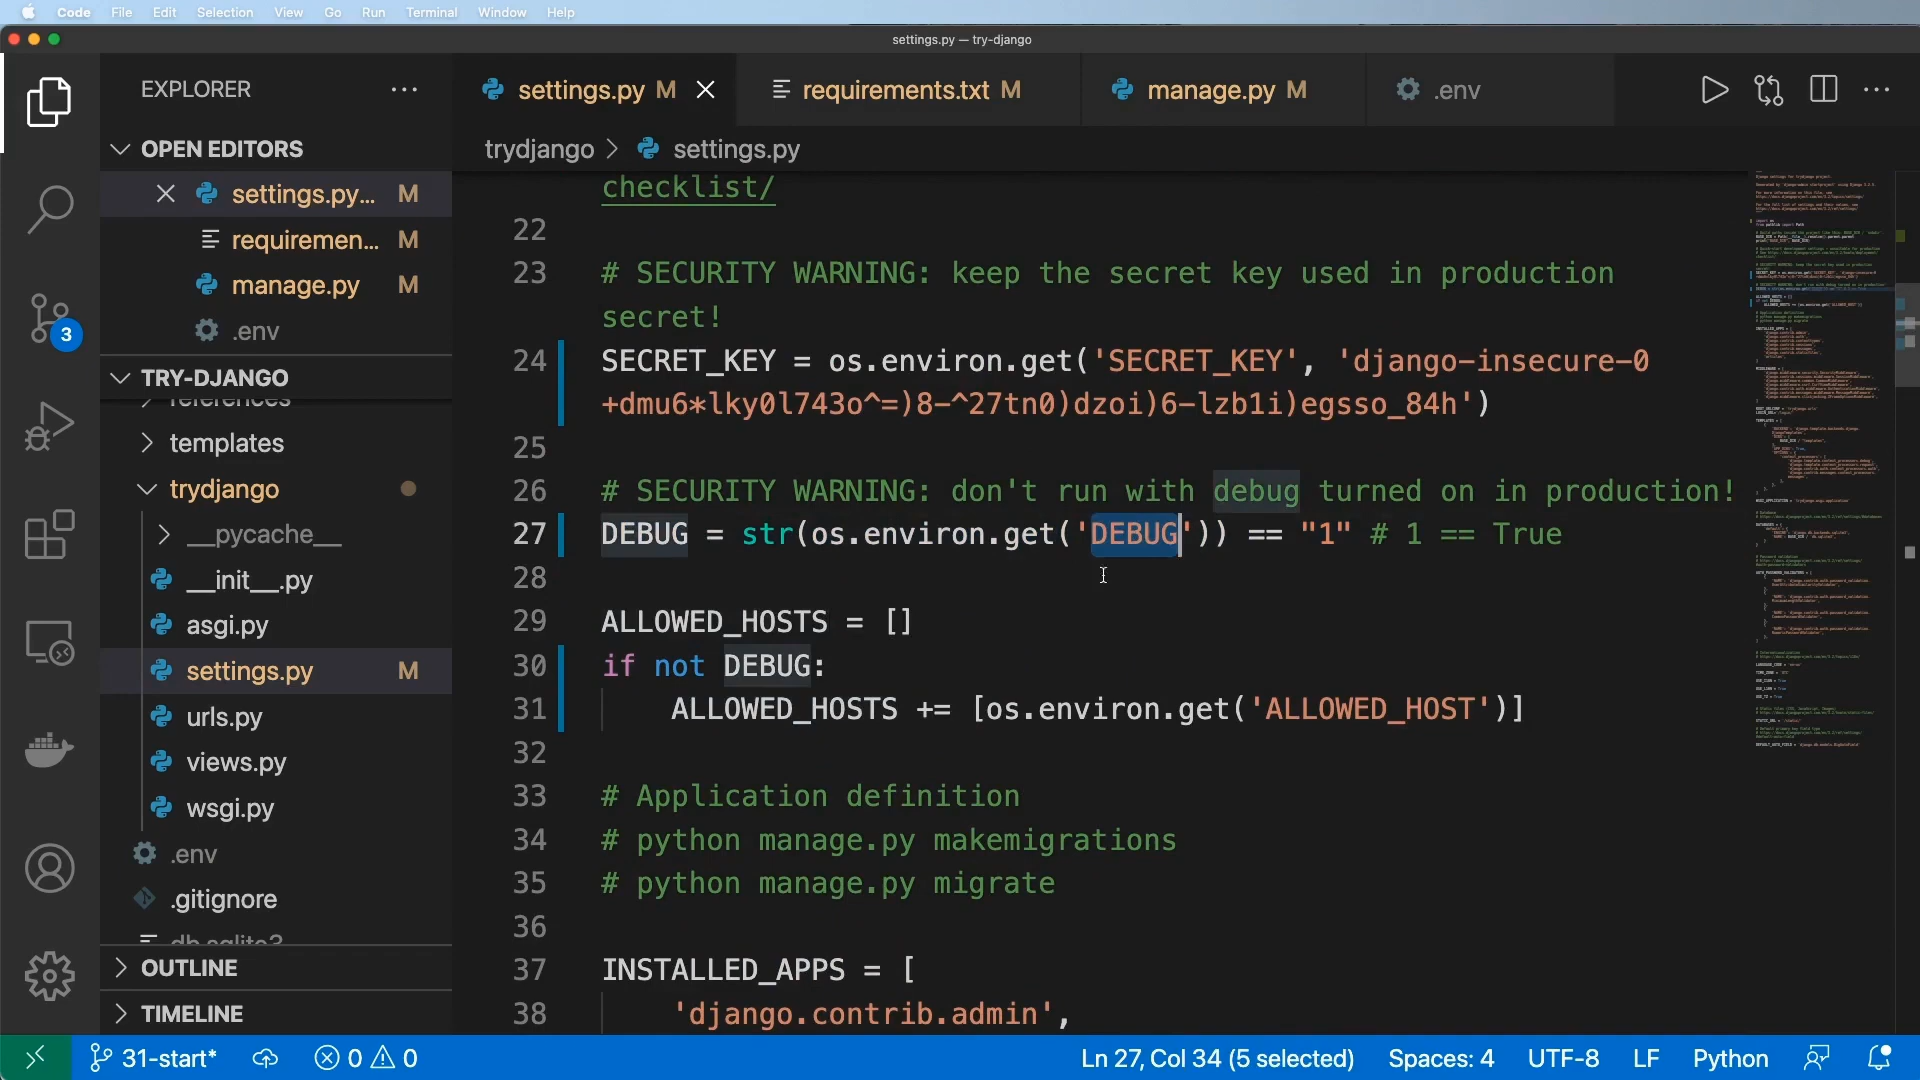 Code File Edit Selection View Go Run Terminal Window Help
settings.py — try-django
EXPLORER
OPEN EDITORS
settings.py... M
requiremen... M
manage.py M
.env
TRY-DJANGO
references
templates
trydjango
__pycache__
__init__.py
asgi.py
settings.py M
urls.py
views.py
wsgi.py
.env
.gitignore
db.sqlite3
OUTLINE
TIMELINE
3
settings.py M
requirements.txt M
manage.py M
.env
trydjango > settings.py
checklist/
22
23 # SECURITY WARNING: keep the secret key used in production
secret!
24 SECRET_KEY = os.environ.get('SECRET_KEY', 'django-insecure-0
+dmu6*lky0l743o^=)8-^27tn0)dzoi)6-lzb1i)egsso_84h')
25
26 # SECURITY WARNING: don't run with debug turned on in production!
27 DEBUG = str(os.environ.get('DEBUG')) == "1" # 1 == True
28
29 ALLOWED_HOSTS = []
30 if not DEBUG:
31 ALLOWED_HOSTS += [os.environ.get('ALLOWED_HOST')]
32
33 # Application definition
34 # python manage.py makemigrations
35 # python manage.py migrate
36
37 INSTALLED_APPS = [
38 'django.contrib.admin',
31-start* 0 0 Ln 27, Col 34 (5 selected) Spaces: 4 UTF-8 LF Python